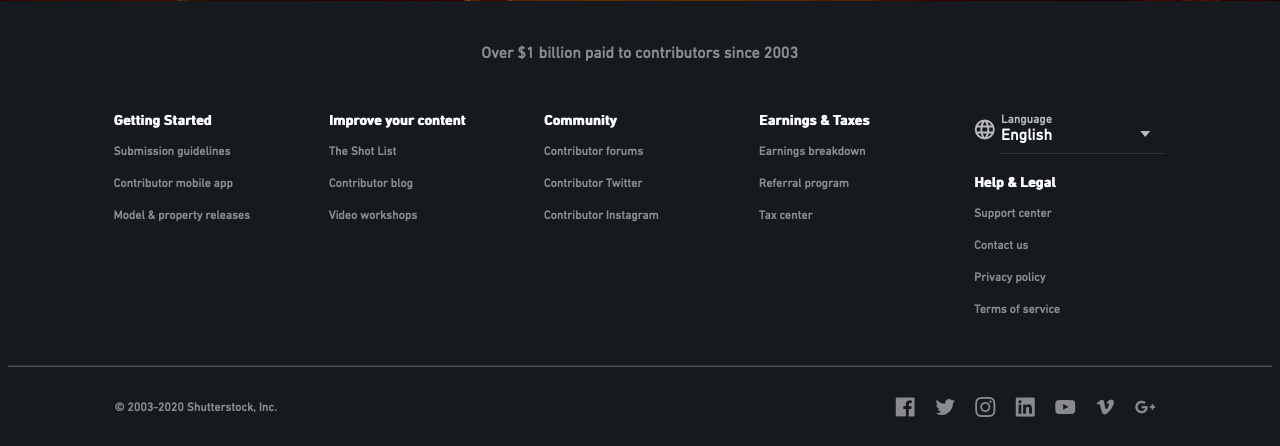 Over $1 billion paid to contributors since 2003
Getting Started
Submission guidelines
Contributor mobile app
Model & property releases
Improve your content
The Shot List
Contributor blog
Video workshops
Community
Contributor forums
Contributor Twitter
Contributor Instagram
Earnings & Taxes
Earnings breakdown
Referral program
Tax center
Language
English
Help & Legal
Support center
Contact us
Privacy policy
Terms of service
© 2003-2020 Shutterstock, Inc.